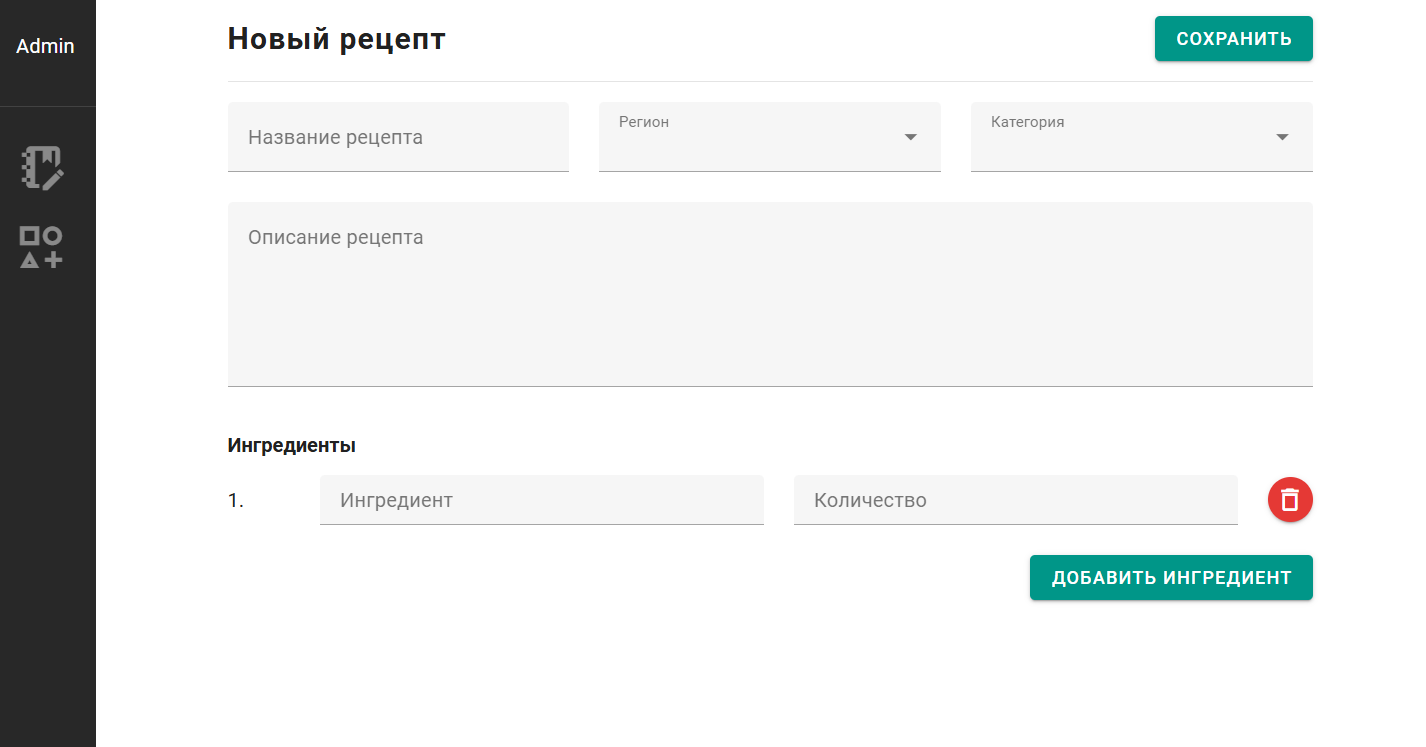 Admin
Новый рецепт
СОХРАНИТЬ
Название рецепта
Регион
Категория
Описание рецепта
Ингредиенты
1.
Ингредиент
Количество
ДОБАВИТЬ ИНГРЕДИЕНТ